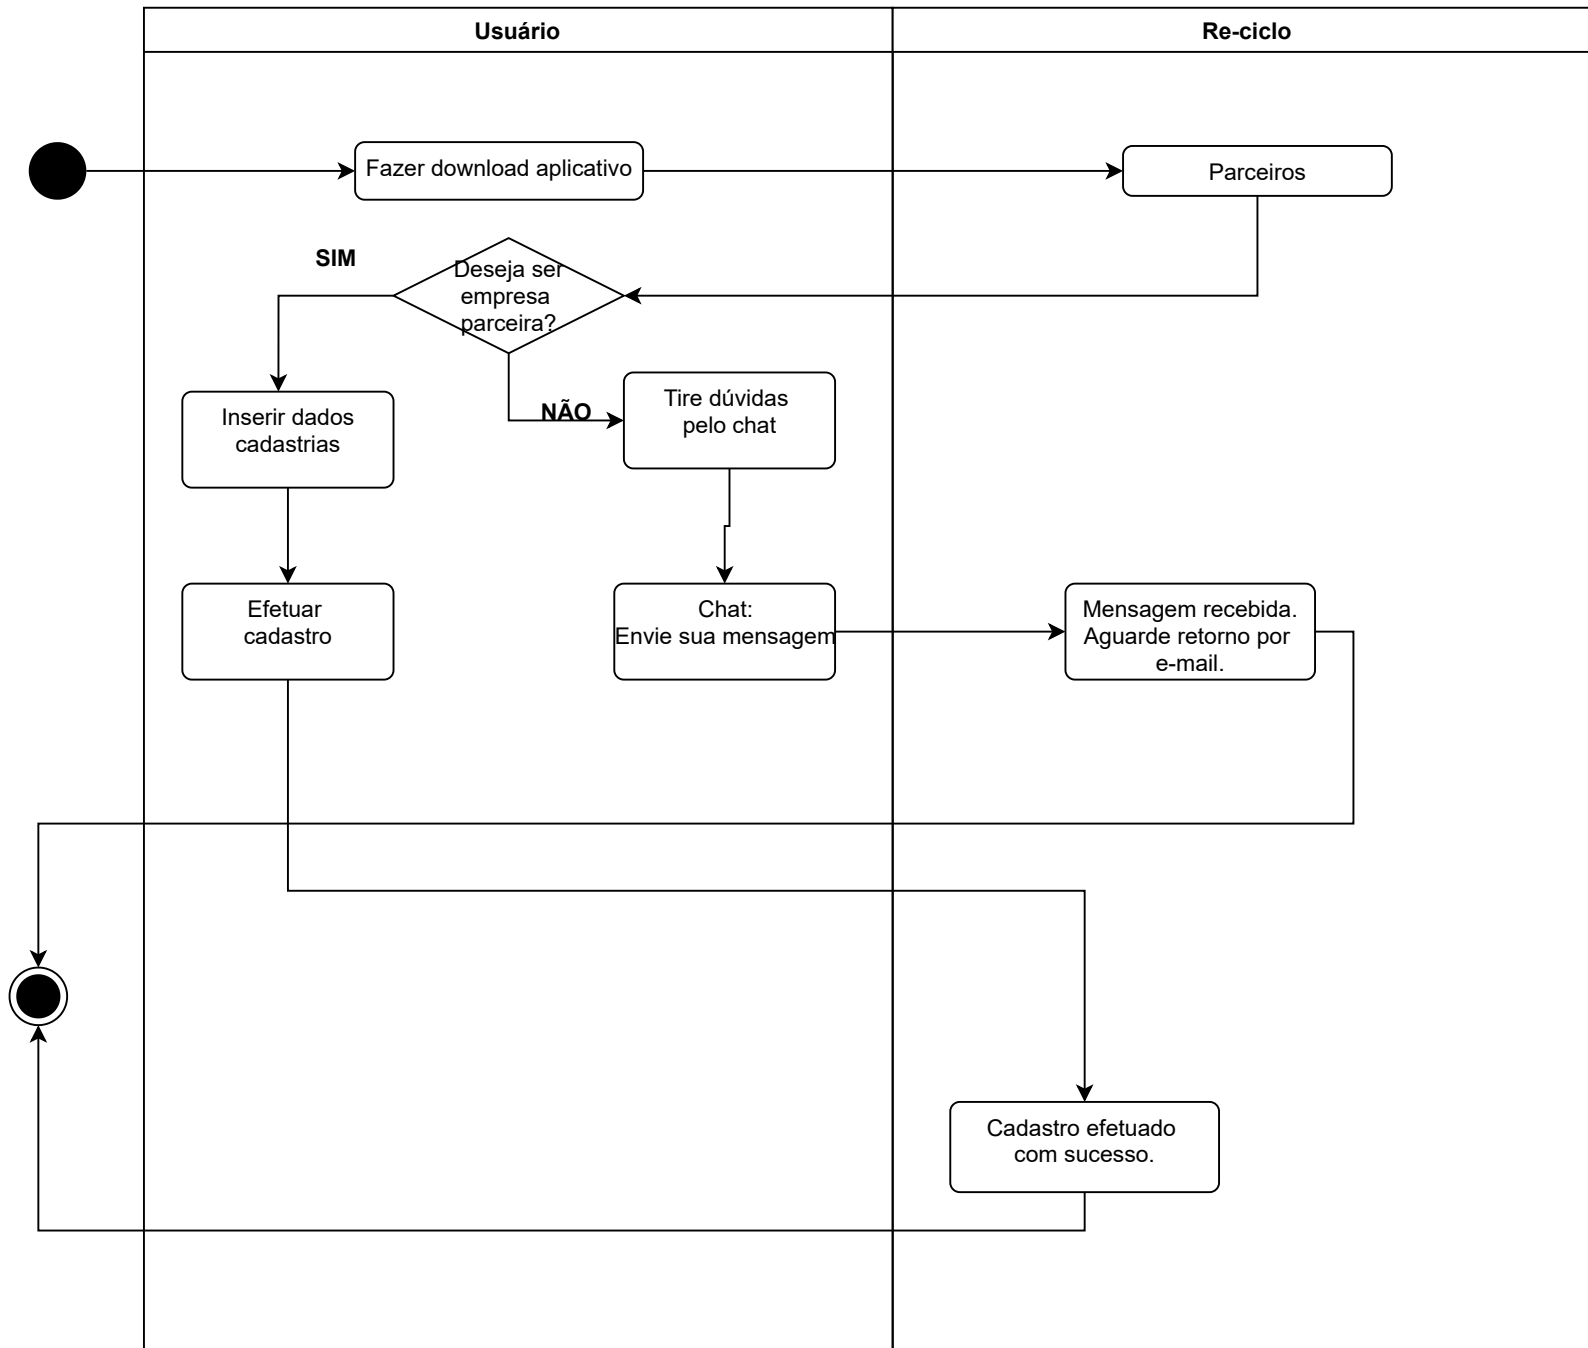 Usuário
Re-ciclo
Fazer download aplicativo
Parceiros
SIM
Deseja ser
empresa
parceira?
Inserir dados
cadastrias
NÃO
Tire dúvidas
pelo chat
Efetuar
cadastro
Chat:
Envie sua mensagem
Mensagem recebida.
Aguarde retorno por
e-mail.
Cadastro efetuado
com sucesso.